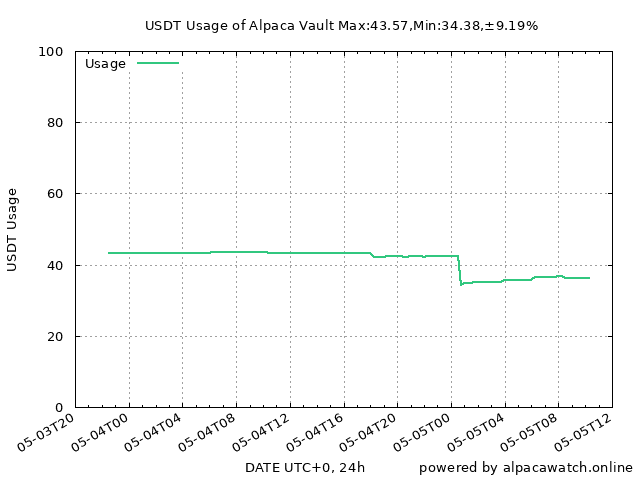 USDT Usage of Alpaca Vault Max:43.57,Min:34.38,±9.19%
100
Usage
80
60
USDT Usage
40
20
0
05-03T20 05-04T00 05-04T04 05-04T08 05-04T12 05-04T16 05-04T20 05-05T00 05-05T04 05-05T08 05-05T12
DATE UTC+0, 24h
powered by alpacawatch.online